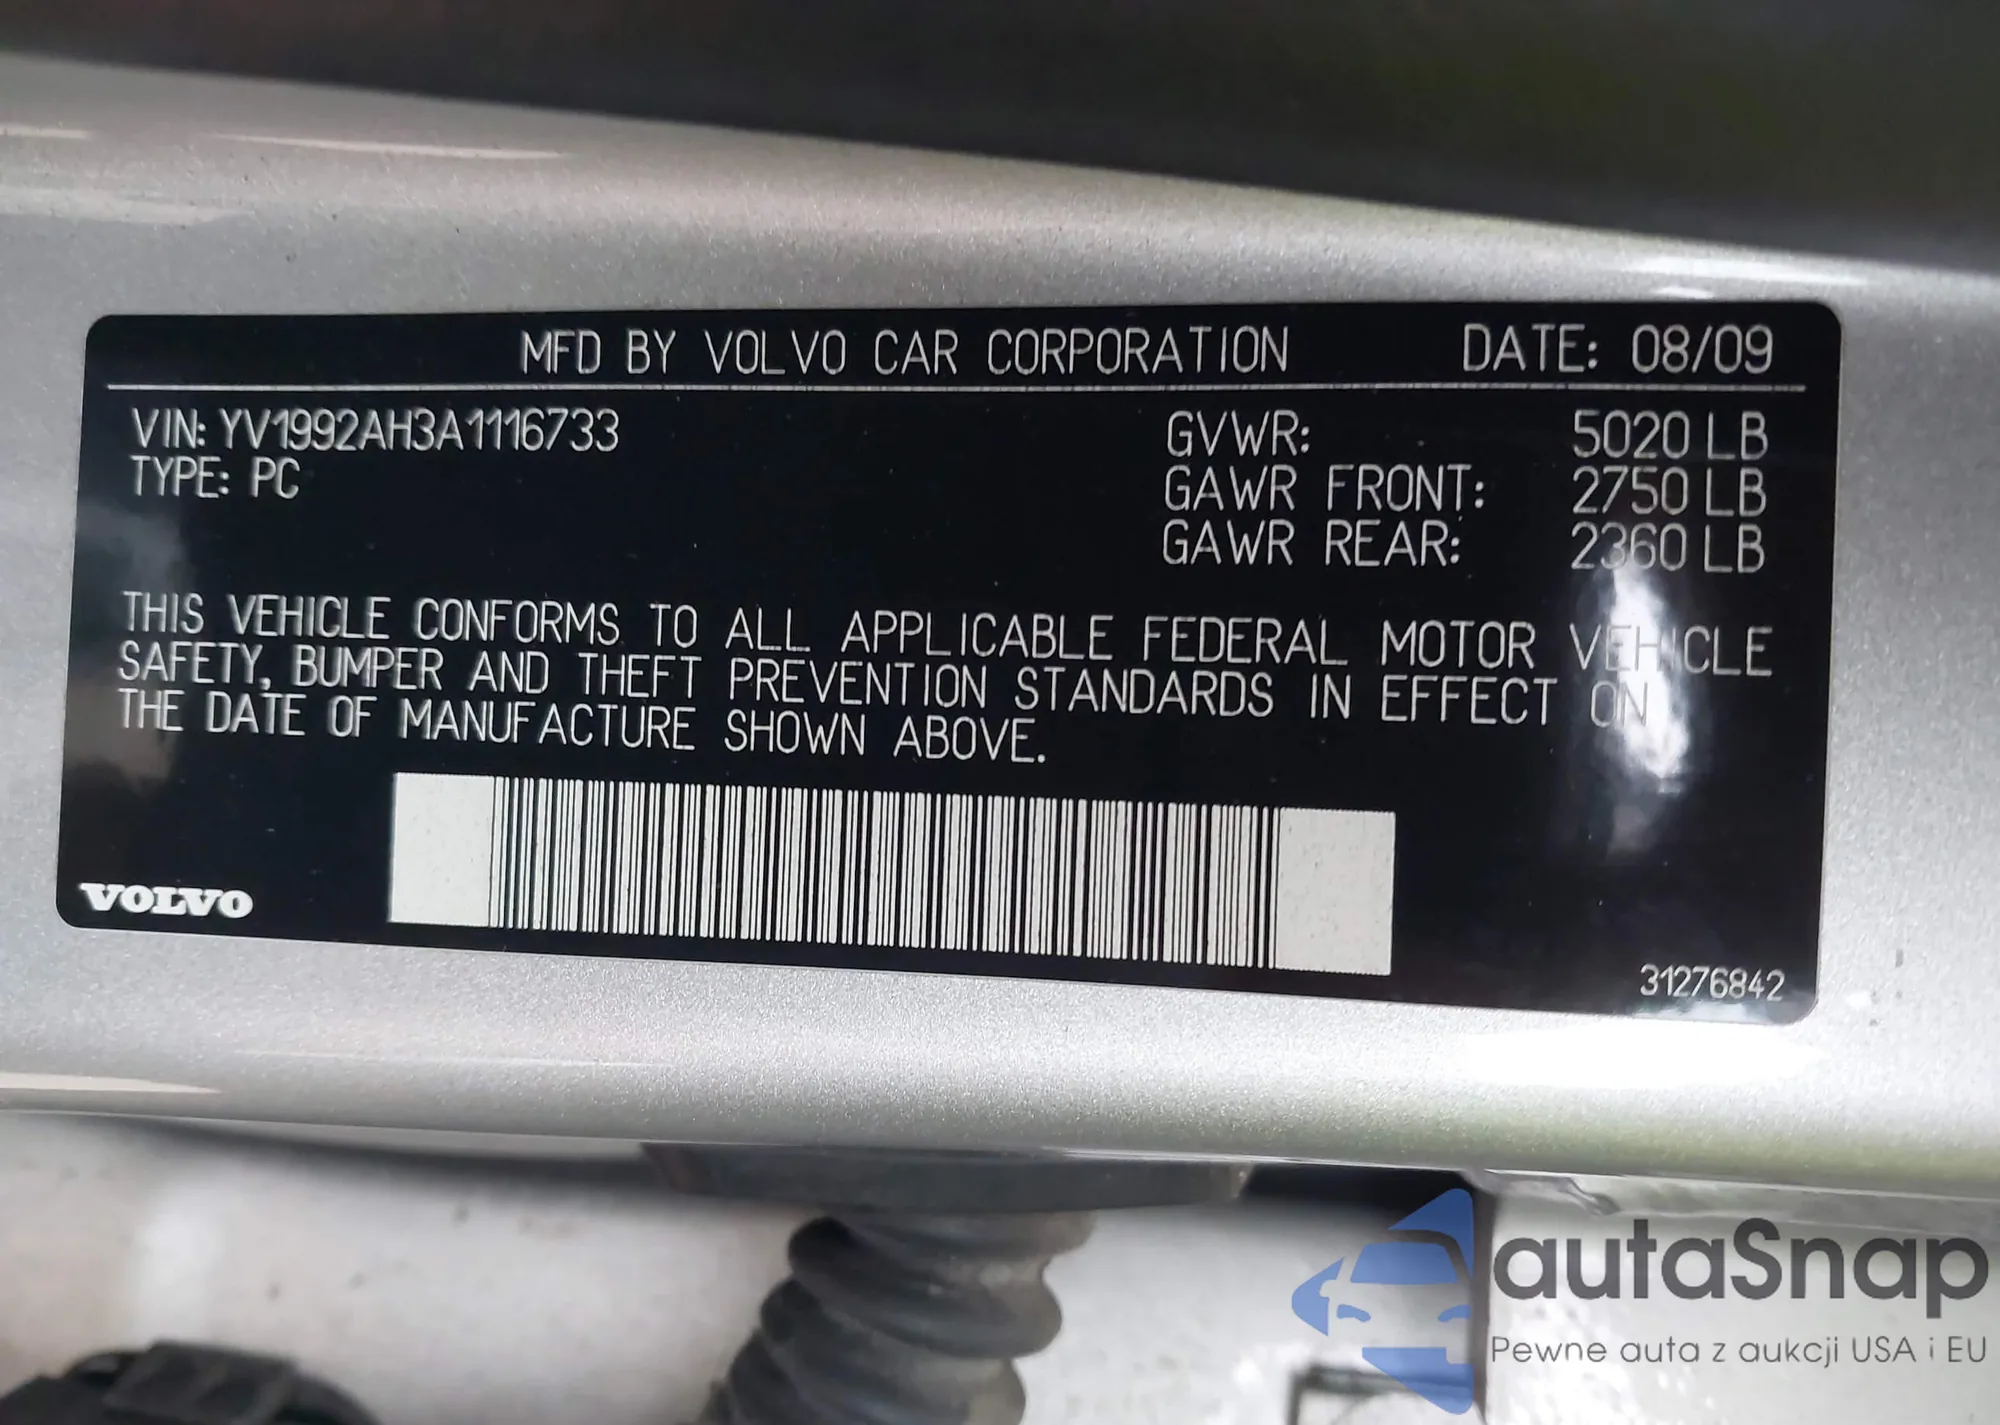 MFD BY VOLVO CAR CORPORATION DATE: 08/09
VIN: YV1992AH3A1116733
TYPE: PC
GVWR: 5020 LB
GAWR FRONT: 2750 LB
GAWR REAR: 2360 LB
THIS VEHICLE CONFORMS TO ALL APPLICABLE FEDERAL MOTOR VEHICLE
SAFETY, BUMPER AND THEFT PREVENTION STANDARDS IN EFFECT ON
THE DATE OF MANUFACTURE SHOWN ABOVE.
VOLVO
31276842
autaSnap
Pewne auta z aukcji USA i EU